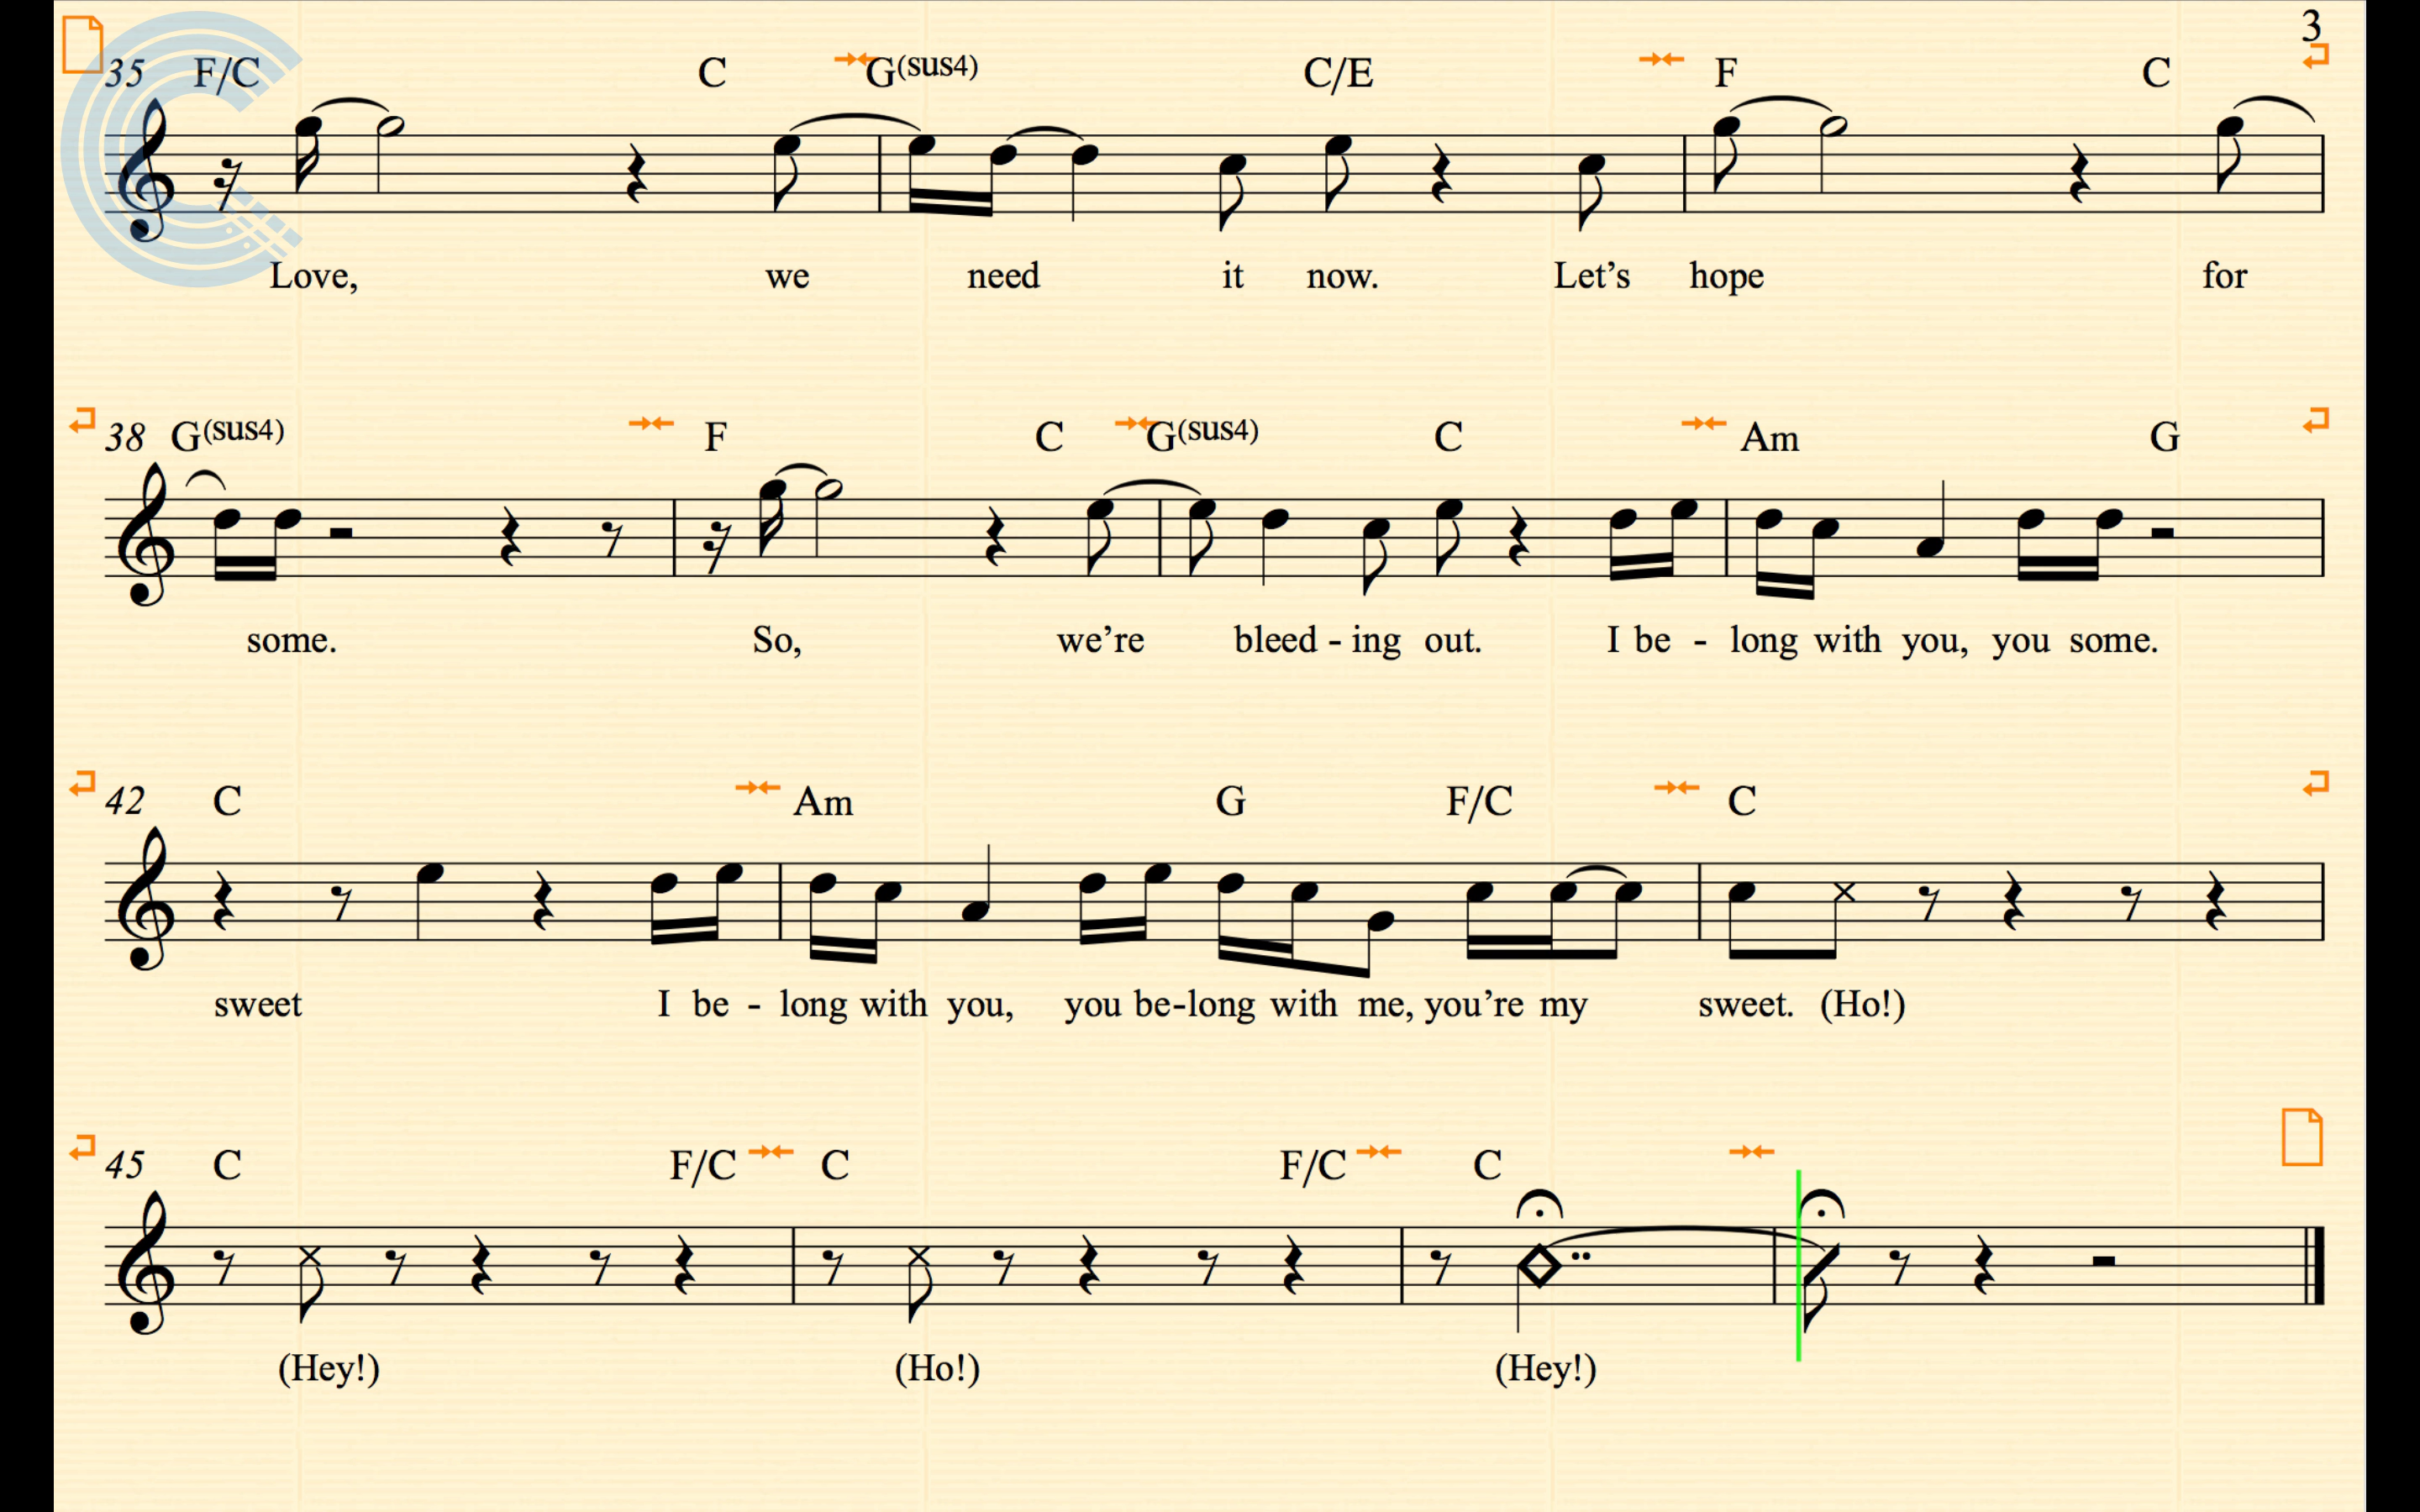 3
35 F/C C G(sus4) C/E F C
Love, we need it now. Let's hope for
38 G(sus4) F C G(sus4) C Am G
some. So, we're bleed - ing out. I be - long with you, you some.
42 C Am G F/C C
sweet I be - long with you, you be-long with me, you're my sweet. (Ho!)
45 C F/C C F/C C
(Hey!) (Ho!) (Hey!)